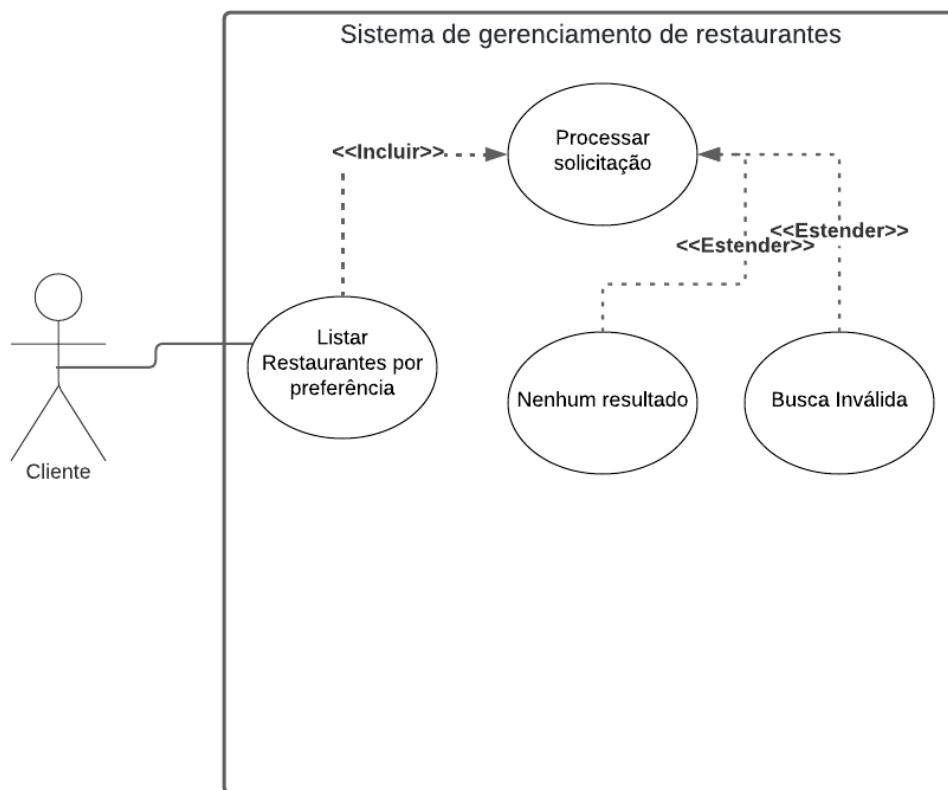 Sistema de gerenciamento de restaurantes
Processar
solicitação
<<Incluir>>
<<Estender>>
<<Estender>>
Listar
Restaurantes por
preferência
Nenhum resultado
Busca Inválida
Cliente